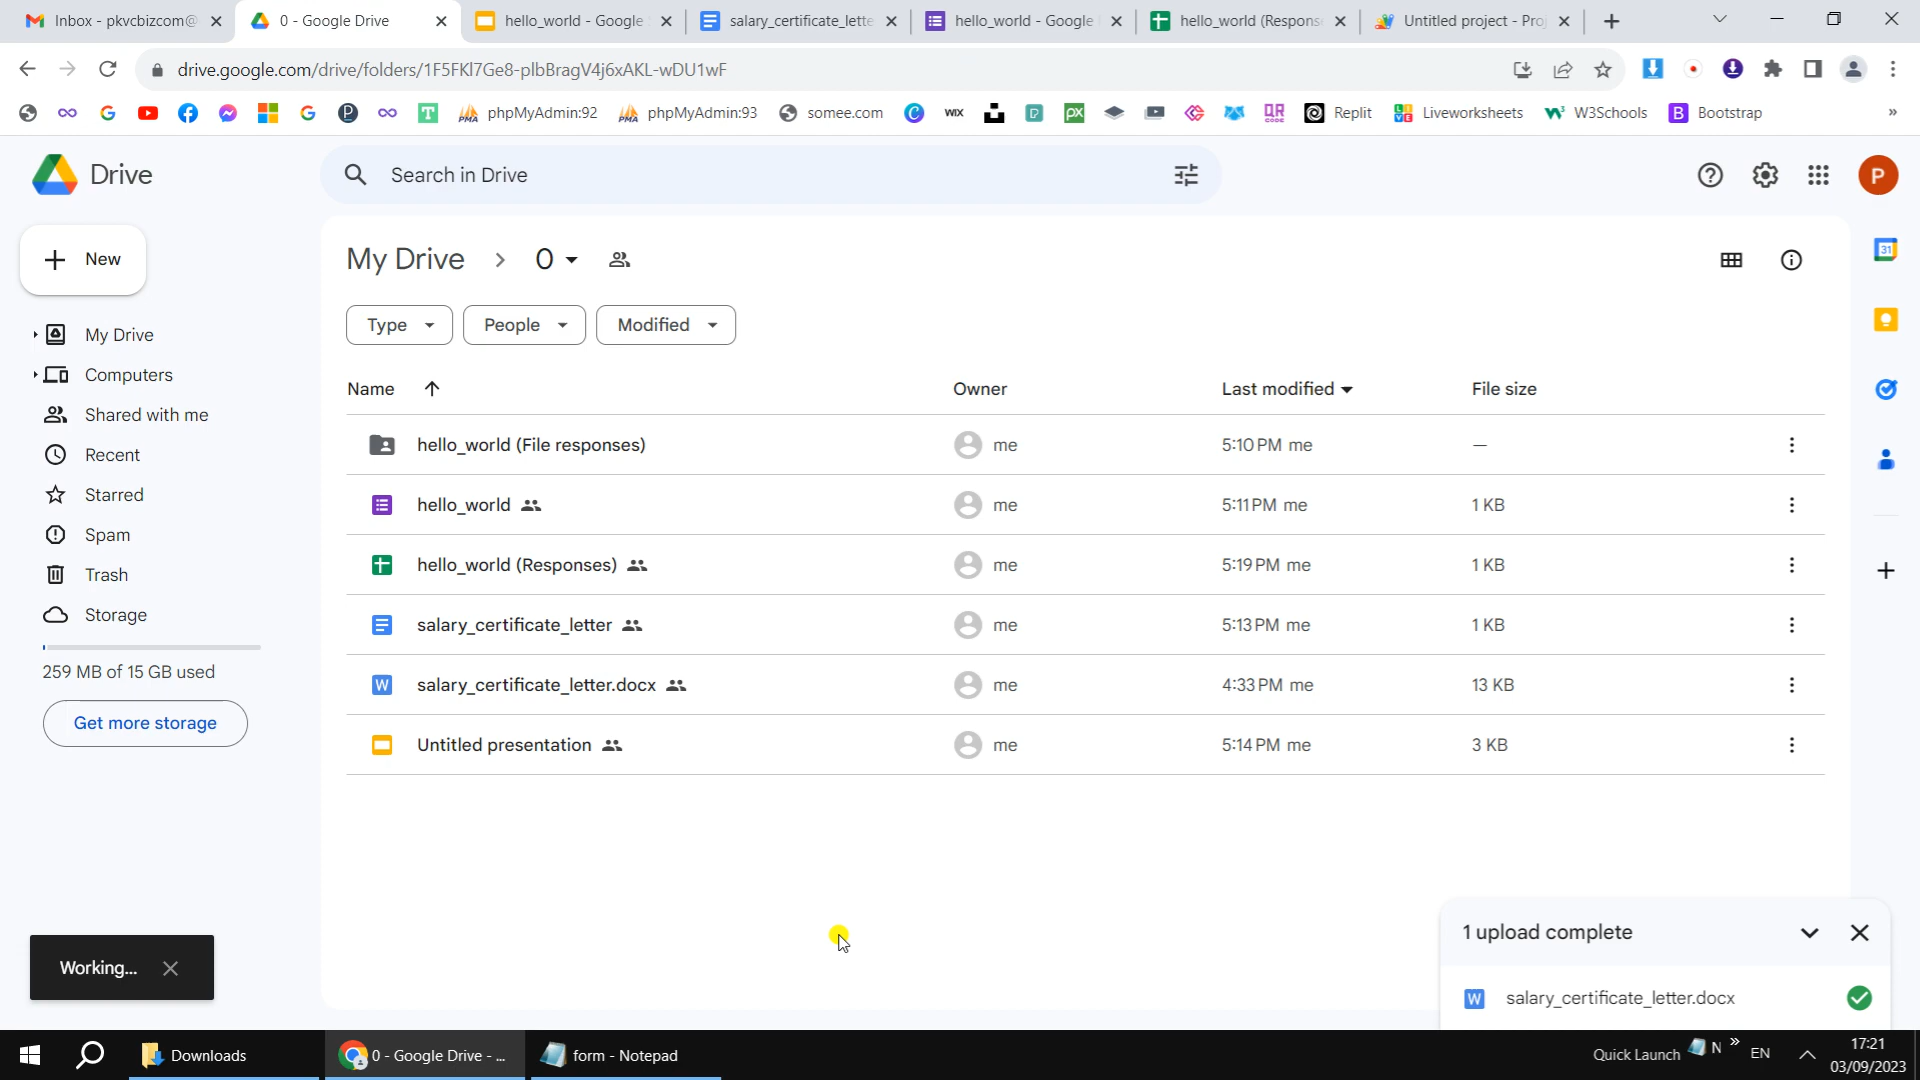 Inbox - pkvcbizcom@
0 - Google Drive
hello_world - Google
salary_certificate_lette
hello_world - Google
hello_world (Respons
Untitled project - Proj
drive.google.com/drive/folders/1F5FKl7Ge8-plbBragV4j6xAKL-wDU1wF
phpMyAdmin:92
phpMyAdmin:93
somee.com
WIX
Replit
Liveworksheets
W3Schools
Bootstrap
»
Drive
Search in Drive
P
New
My Drive > 0
Type
People
Modified
My Drive
Computers
Shared with me
Recent
Starred
Spam
Trash
Storage
259 MB of 15 GB used
Get more storage
Name Owner Last modified File size
hello_world (File responses) me 5:10 PM me —
hello_world me 5:11 PM me 1 KB
hello_world (Responses) me 5:19 PM me 1 KB
salary_certificate_letter me 5:13 PM me 1 KB
salary_certificate_letter.docx me 4:33 PM me 13 KB
Untitled presentation me 5:14 PM me 3 KB
Working...
1 upload complete
salary_certificate_letter.docx
Downloads
0 - Google Drive - ...
form - Notepad
Quick Launch
N
»
EN
17:21
03/09/2023